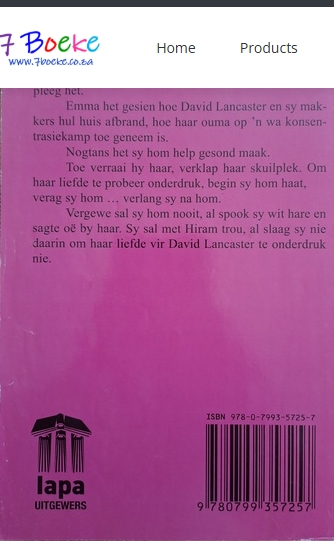 7 Boeke
www.7boeke.co.za
Home
Products
pleeg het.
Emma het gesien hoe David Lancaster en sy mak-
kers hul huis afbrand, hoe haar ouma op 'n wa konsen-
trasiekamp toe geneem is.
Nogtans het sy hom help gesond maak.
Toe verraai hy haar, verklap haar skuilplek. Om
haar liefde te probeer onderdruk, begin sy hom haat,
verag sy hom ... verlang sy na hom.
Vergewe sal sy hom nooit, al spook sy wit hare en
sagte oë by haar. Sy sal met Hiram trou, al slaag sy nie
daarin om haar liefde vir David Lancaster te onderdruk
nie.
lapa
UITGEWERS
ISBN 978-0-7993-5725-7
9 780799 357257